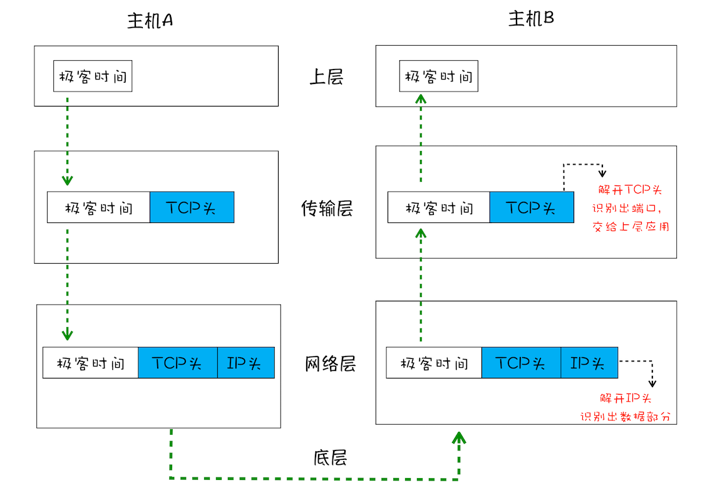 主机A
主机B
极客时间
上层
极客时间
极客时间 TCP头
传输层
极客时间 TCP头
解开TCP头
识别出端口,
交给上层应用
极客时间 TCP头 IP头
网络层
极客时间 TCP头 IP头
解开IP头
识别出数据部分
底层